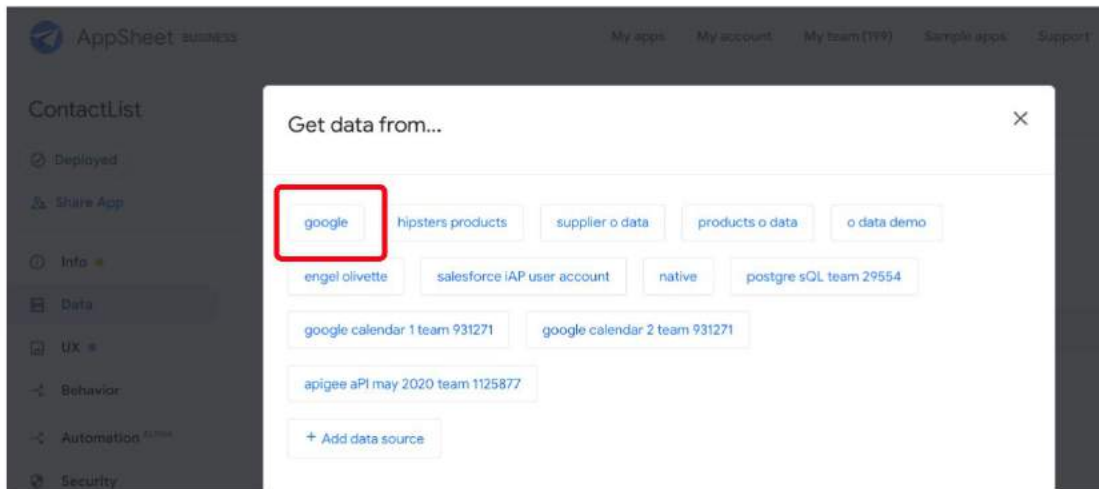 AppSheet BUSINESS
My apps My account My team (199) Sample apps Support
ContactList
Deployed
Share App
Info
Data
UX
Behavior
Automation ALPHA
Security
Get data from...
google hipsters products supplier o data products o data o data demo
engel olivette salesforce iAP user account native postgre sQL team 29554
google calendar 1 team 931271 google calendar 2 team 931271
apigee aPI may 2020 team 1125877
+ Add data source